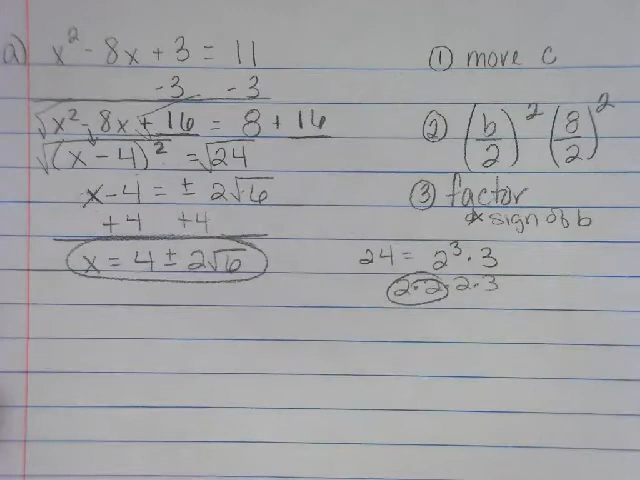 a) x² - 8x + 3 = 11
-3 -3
√x² - 8x + 16 = 8 + 16
√(x - 4)² = √24
x - 4 = ± 2√6
+4 +4
x = 4 ± 2√6
① move c
② (b/2)² (8/2)²
③ factor
* sign of b
24 = 2³ · 3
2 · 2 · 2 · 3